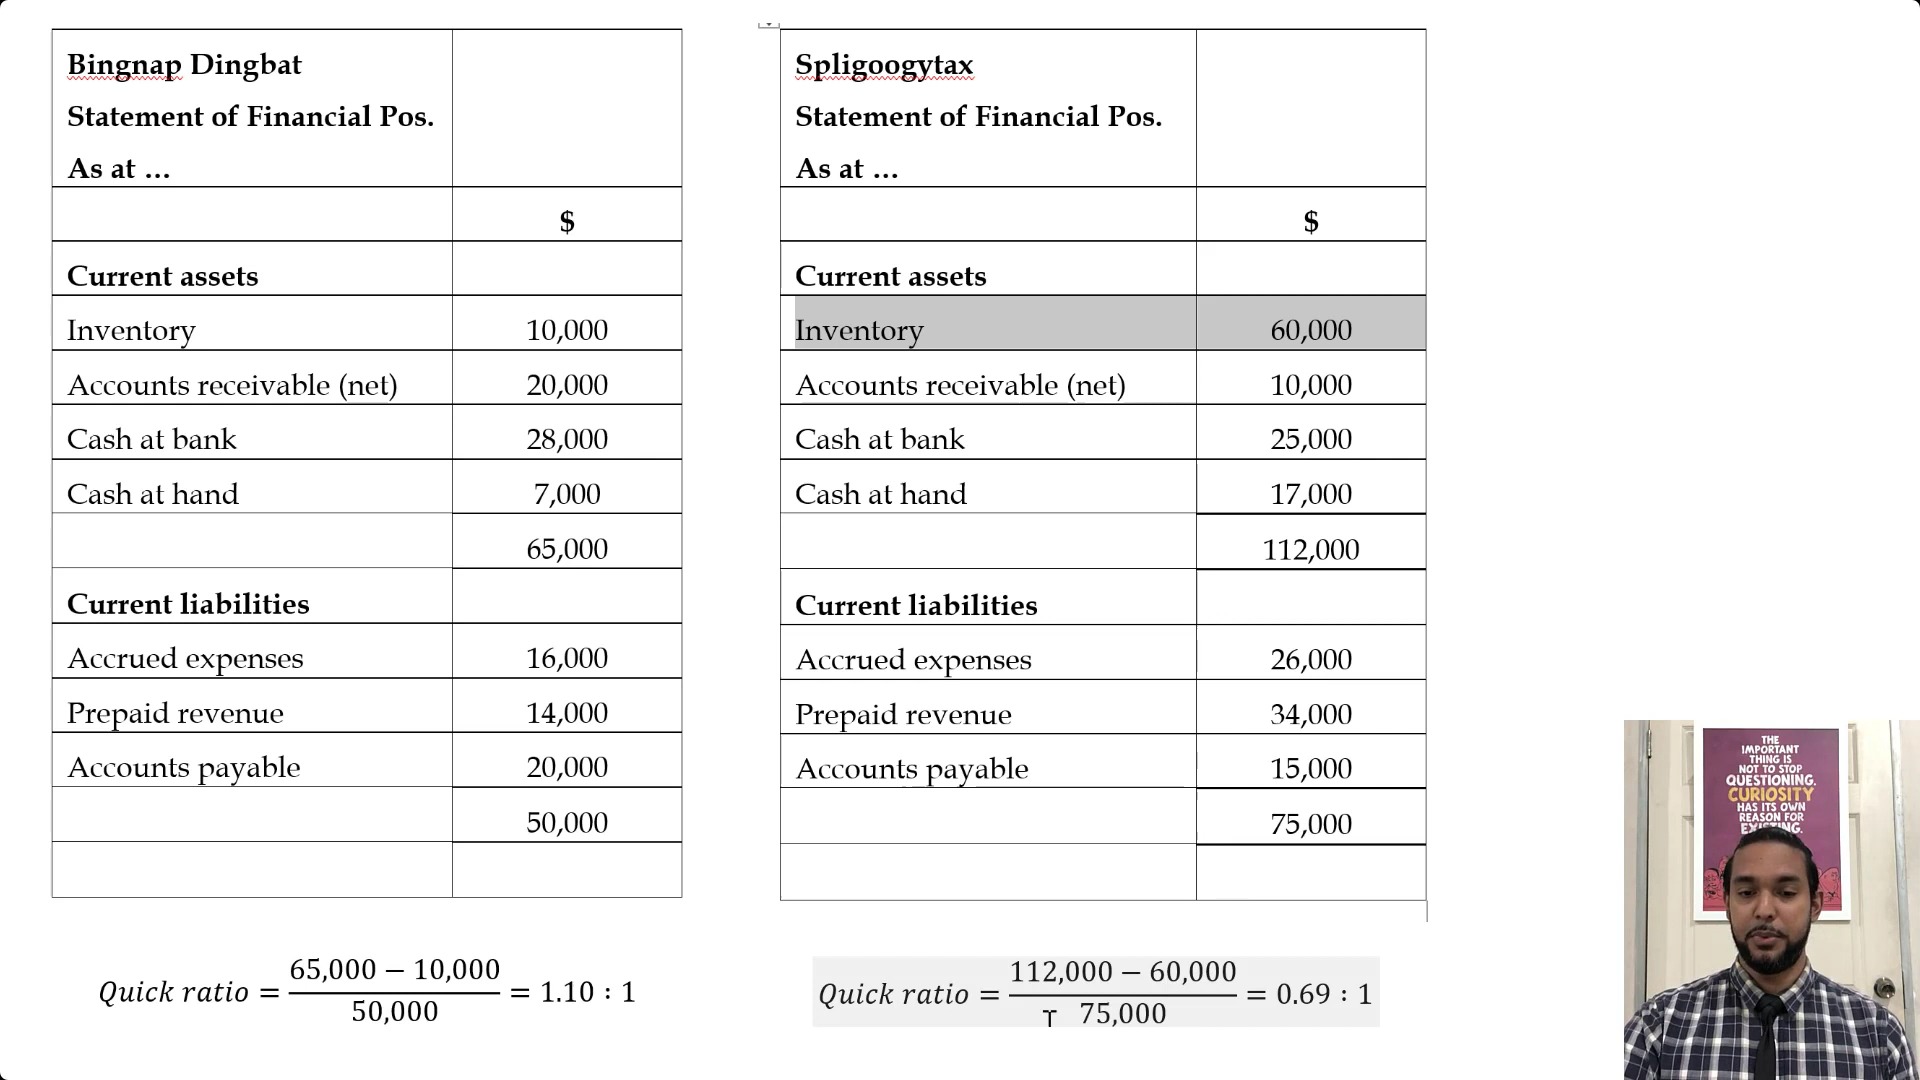 Bingnap Dingbat
Statement of Financial Pos.
As at …
$
Current assets
Inventory 10,000
Accounts receivable (net) 20,000
Cash at bank 28,000
Cash at hand 7,000
65,000
Current liabilities
Accrued expenses 16,000
Prepaid revenue 14,000
Accounts payable 20,000
50,000
Quick ratio = (65,000 − 10,000) / 50,000 = 1.10 : 1
Spligoogytax
Statement of Financial Pos.
As at …
$
Current assets
Inventory 60,000
Accounts receivable (net) 10,000
Cash at bank 25,000
Cash at hand 17,000
112,000
Current liabilities
Accrued expenses 26,000
Prepaid revenue 34,000
Accounts payable 15,000
75,000
Quick ratio = (112,000 − 60,000) / 75,000 = 0.69 : 1
THE
IMPORTANT
THING IS
NOT TO STOP
QUESTIONING.
CURIOSITY
HAS ITS OWN
REASON FOR
EXISTING.